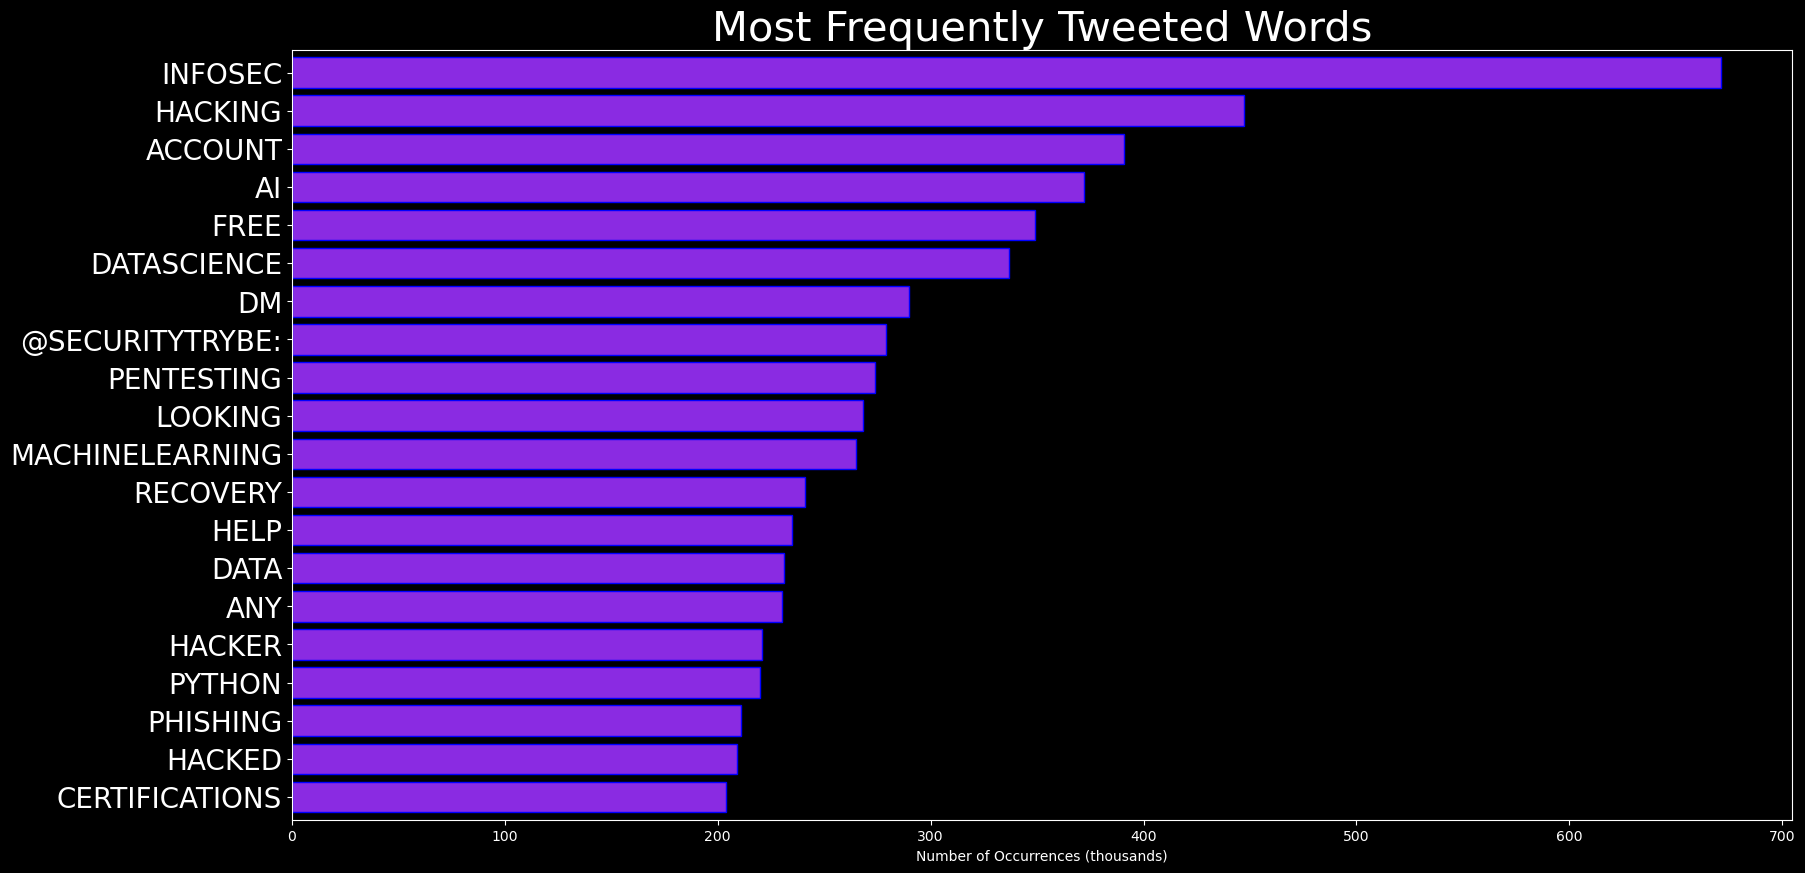 Most Frequently Tweeted Words
INFOSEC
HACKING
ACCOUNT
AI
FREE
DATASCIENCE
DM
@SECURITYTRYBE:
PENTESTING
LOOKING
MACHINELEARNING
RECOVERY
HELP
DATA
ANY
HACKER
PYTHON
PHISHING
HACKED
CERTIFICATIONS
0 100 200 300 400 500 600 700
Number of Occurrences (thousands)